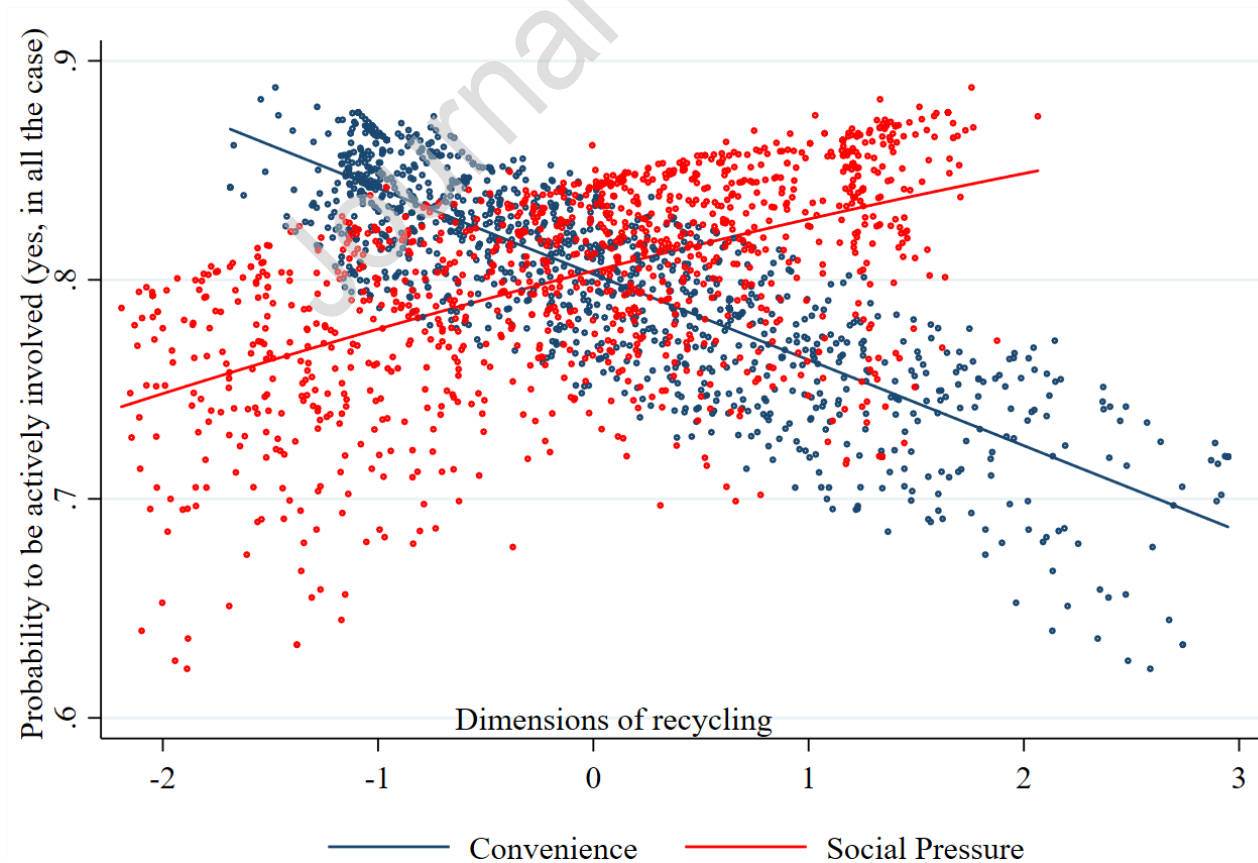 Journal
Probability to be actively involved (yes, in all the case)
.9
.8
.7
.6
Dimensions of recycling
-2 -1 0 1 2 3
Convenience Social Pressure